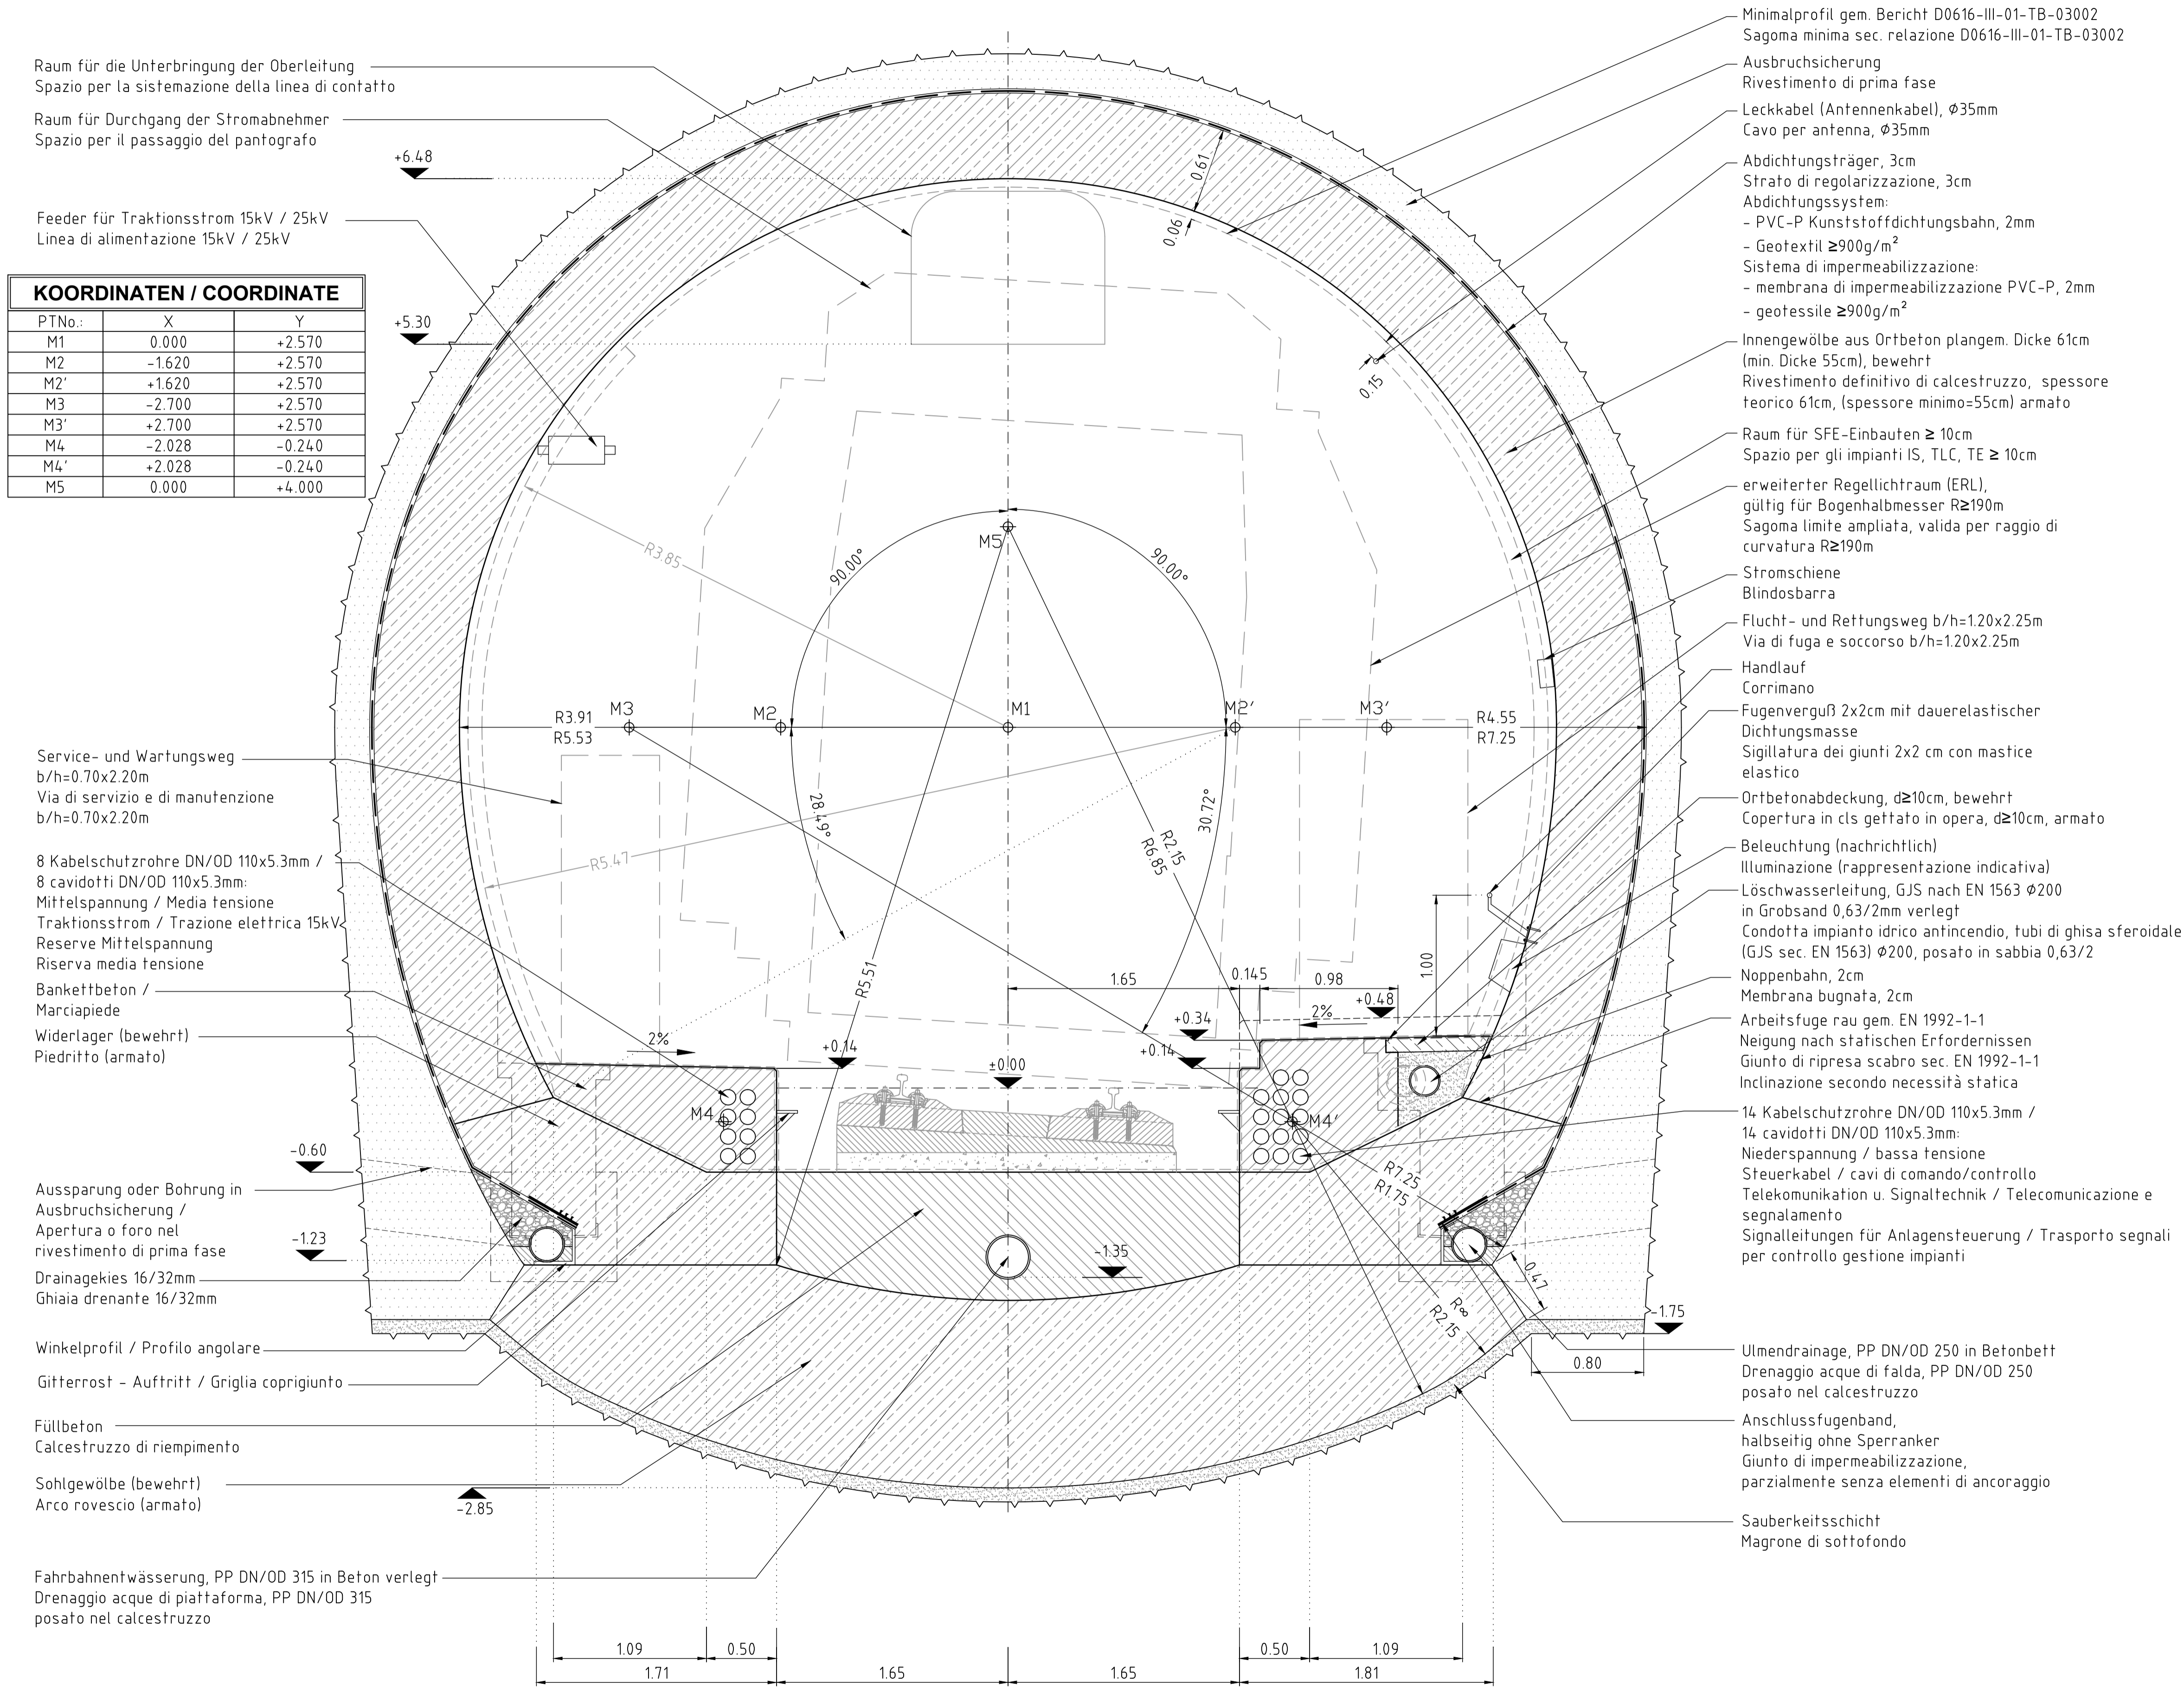 Raum für die Unterbringung der Oberleitung
Spazio per la sistemazione della linea di contatto
Raum für Durchgang der Stromabnehmer
Spazio per il passaggio del pantografo
+6.48
Feeder für Traktionsstrom 15kV / 25kV
Linea di alimentazione 15kV / 25kV
KOORDINATEN / COORDINATE
PTNo.: X Y
M1 0.000 +2.570
M2 -1.620 +2.570
M2' +1.620 +2.570
M3 -2.700 +2.570
M3' +2.700 +2.570
M4 -2.028 -0.240
M4' +2.028 -0.240
M5 0.000 +4.000
+5.30
Service- und Wartungsweg
b/h=0.70x2.20m
Via di servizio e di manutenzione
b/h=0.70x2.20m
8 Kabelschutzrohre DN/OD 110x5.3mm /
8 cavidotti DN/OD 110x5.3mm:
Mittelspannung / Media tensione
Traktionsstrom / Trazione elettrica 15kV
Reserve Mittelspannung
Riserva media tensione
Bankettbeton /
Marciapiede
Widerlager (bewehrt)
Piedritto (armato)
-0.60
Aussparung oder Bohrung in
Ausbruchsicherung /
Apertura o foro nel
rivestimento di prima fase
-1.23
Drainagekies 16/32mm
Ghiaia drenante 16/32mm
Winkelprofil / Profilo angolare
Gitterrost - Auftritt / Griglia coprigiunto
Füllbeton
Calcestruzzo di riempimento
Sohlgewölbe (bewehrt)
Arco rovescio (armato)
-2.85
Fahrbahnentwässerung, PP DN/OD 315 in Beton verlegt
Drenaggio acque di piattaforma, PP DN/OD 315
posato nel calcestruzzo
0.61
0.06
0.15
R3.85
M5
90.00°
90.00°
R3.91
R5.53
M3
M2
M1
M2'
M3'
R4.55
R7.25
28.49°
30.72°
R5.47
R2.15
R6.85
R5.51
1.00
1.65
0.145
0.98
+0.48
2%
+0.34
+0.14
2%
+0.14
±0.00
M4
M4'
R7.25
R1.75
-1.35
0.47
R∞
R2.15
-1.75
0.80
1.09
0.50
0.50
1.09
1.71
1.65
1.65
1.81
Minimalprofil gem. Bericht D0616-III-01-TB-03002
Sagoma minima sec. relazione D0616-III-01-TB-03002
Ausbruchsicherung
Rivestimento di prima fase
Leckkabel (Antennenkabel), Ø35mm
Cavo per antenna, Ø35mm
Abdichtungsträger, 3cm
Strato di regolarizzazione, 3cm
Abdichtungssystem:
- PVC-P Kunststoffdichtungsbahn, 2mm
- Geotextil ≥900g/m²
Sistema di impermeabilizzazione:
- membrana di impermeabilizzazione PVC-P, 2mm
- geotessile ≥900g/m²
Innengewölbe aus Ortbeton plangem. Dicke 61cm
(min. Dicke 55cm), bewehrt
Rivestimento definitivo di calcestruzzo, spessore
teorico 61cm, (spessore minimo=55cm) armato
Raum für SFE-Einbauten ≥ 10cm
Spazio per gli impianti IS, TLC, TE ≥ 10cm
erweiterter Regellichtraum (ERL),
gültig für Bogenhalbmesser R≥190m
Sagoma limite ampliata, valida per raggio di
curvatura R≥190m
Stromschiene
Blindosbarra
Flucht- und Rettungsweg b/h=1.20x2.25m
Via di fuga e soccorso b/h=1.20x2.25m
Handlauf
Corrimano
Fugenverguß 2x2cm mit dauerelastischer
Dichtungsmasse
Sigillatura dei giunti 2x2 cm con mastice
elastico
Ortbetonabdeckung, d≥10cm, bewehrt
Copertura in cls gettato in opera, d≥10cm, armato
Beleuchtung (nachrichtlich)
Illuminazione (rappresentazione indicativa)
Löschwasserleitung, GJS nach EN 1563 Ø200
in Grobsand 0,63/2mm verlegt
Condotta impianto idrico antincendio, tubi di ghisa sferoidale
(GJS sec. EN 1563) Ø200, posato in sabbia 0,63/2
Noppenbahn, 2cm
Membrana bugnata, 2cm
Arbeitsfuge rau gem. EN 1992-1-1
Neigung nach statischen Erfordernissen
Giunto di ripresa scabro sec. EN 1992-1-1
Inclinazione secondo necessità statica
14 Kabelschutzrohre DN/OD 110x5.3mm /
14 cavidotti DN/OD 110x5.3mm:
Niederspannung / bassa tensione
Steuerkabel / cavi di comando/controllo
Telekomunikation u. Signaltechnik / Telecomunicazione e
segnalamento
Signalleitungen für Anlagensteuerung / Trasporto segnali
per controllo gestione impianti
Ulmendrainage, PP DN/OD 250 in Betonbett
Drenaggio acque di falda, PP DN/OD 250
posato nel calcestruzzo
Anschlussfugenband,
halbseitig ohne Sperranker
Giunto di impermeabilizzazione,
parzialmente senza elementi di ancoraggio
Sauberkeitsschicht
Magrone di sottofondo